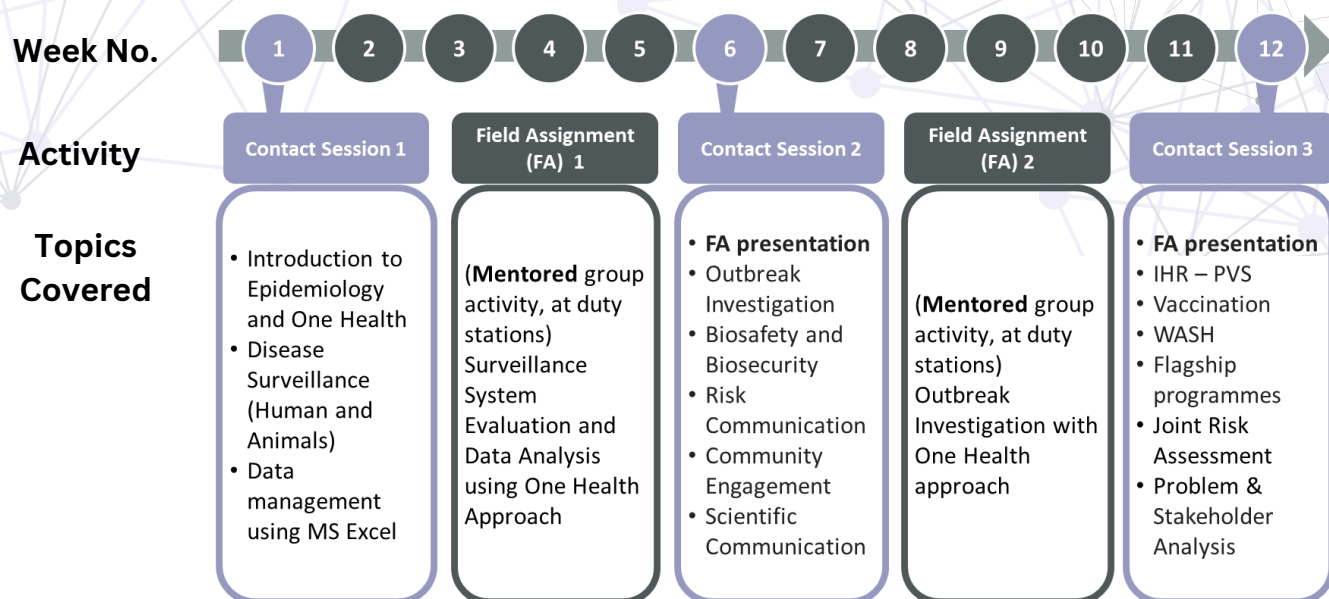 Week No.
1 2 3 4 5 6 7 8 9 10 11 12
Activity
Contact Session 1
Field Assignment
(FA) 1
Contact Session 2
Field Assignment
(FA) 2
Contact Session 3
Topics
Covered
• Introduction to
Epidemiology
and One Health
• Disease
Surveillance
(Human and
Animals)
• Data
management
using MS Excel
(Mentored group
activity, at duty
stations)
Surveillance
System
Evaluation and
Data Analysis
using One Health
Approach
• FA presentation
• Outbreak
Investigation
• Biosafety and
Biosecurity
• Risk
Communication
• Community
Engagement
• Scientific
Communication
(Mentored group
activity, at duty
stations)
Outbreak
Investigation with
One Health
approach
• FA presentation
• IHR – PVS
• Vaccination
• WASH
• Flagship
programmes
• Joint Risk
Assessment
• Problem &
Stakeholder
Analysis